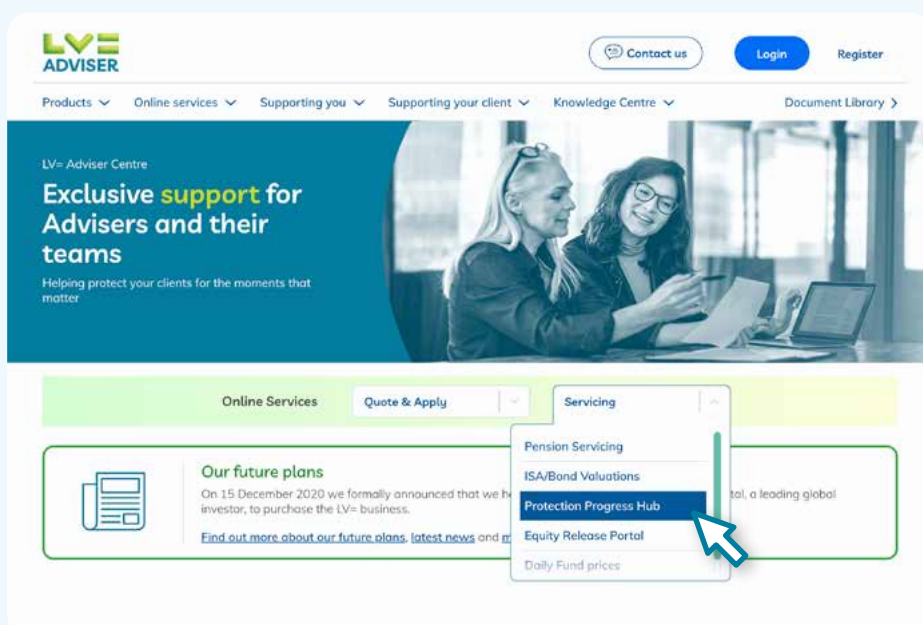 LV=
ADVISER
Contact us
Login
Register
Products
Online services
Supporting you
Supporting your client
Knowledge Centre
Document Library
LV= Adviser Centre
Exclusive support for
Advisers and their
teams
Helping protect your clients for the moments that
matter
Online Services
Quote & Apply
Servicing
Pension Servicing
ISA/Bond Valuations
Protection Progress Hub
Equity Release Portal
Daily Fund prices
Our future plans
On 15 December 2020 we formally announced that we
a leading global
investor, to purchase the LV= business.
Find out more about our future plans, latest news and